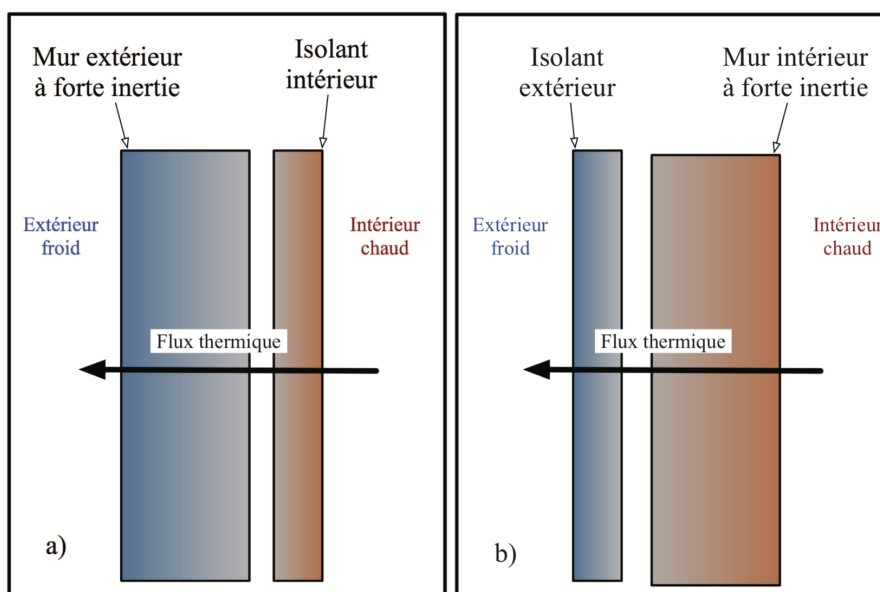 Mur extérieur
à forte inertie
Isolant
intérieur
Extérieur
froid
Intérieur
chaud
Flux thermique
a)
Isolant
extérieur
Mur intérieur
à forte inertie
Extérieur
froid
Intérieur
chaud
Flux thermique
b)